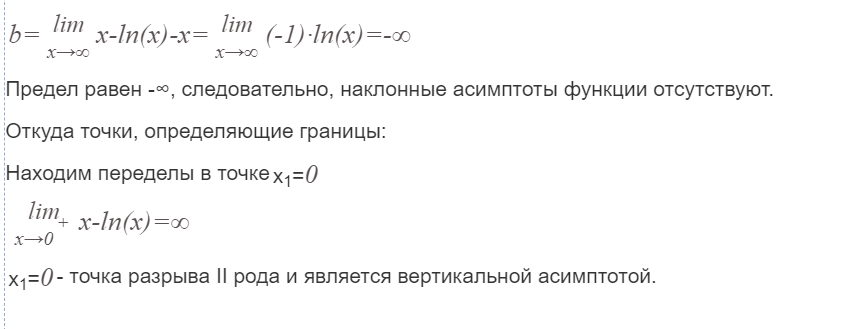 b= lim x→∞ x-ln(x)-x= lim x→∞ (-1)·ln(x)=-∞
Предел равен -∞, следовательно, наклонные асимптоты функции отсутствуют.
Откуда точки, определяющие границы:
Находим переделы в точке x₁=0
lim x→0⁺ x-ln(x)=∞
x₁=0 - точка разрыва II рода и является вертикальной асимптотой.